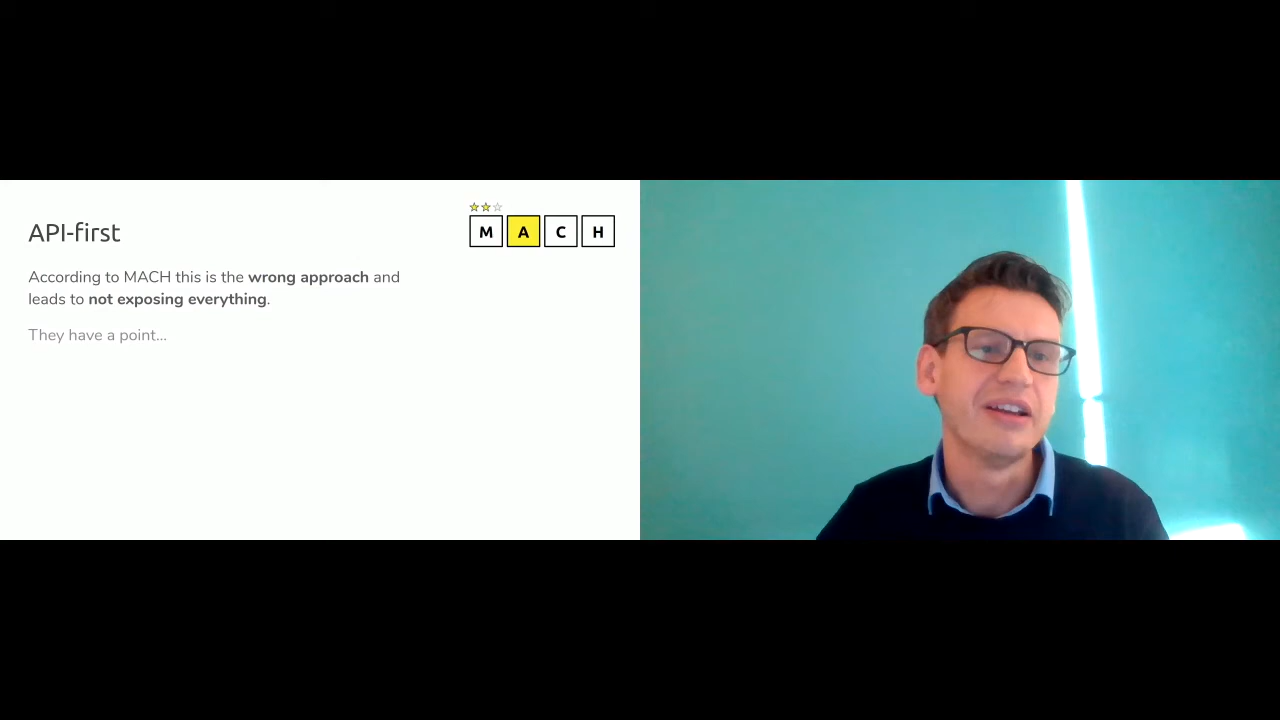 API-first
M A C H
According to MACH this is the wrong approach and
leads to not exposing everything.
They have a point...